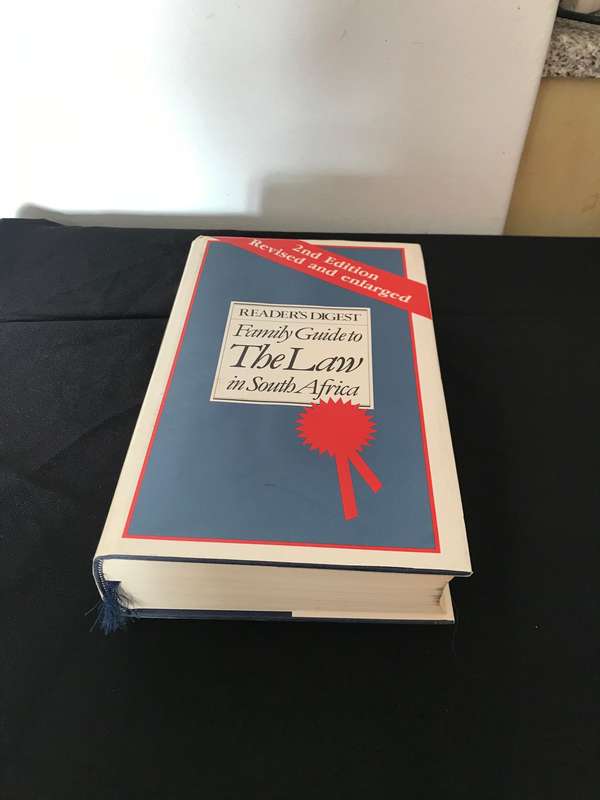 2nd Edition
Revised and enlarged
READER'S DIGEST
Family Guide to
The Law
in South Africa